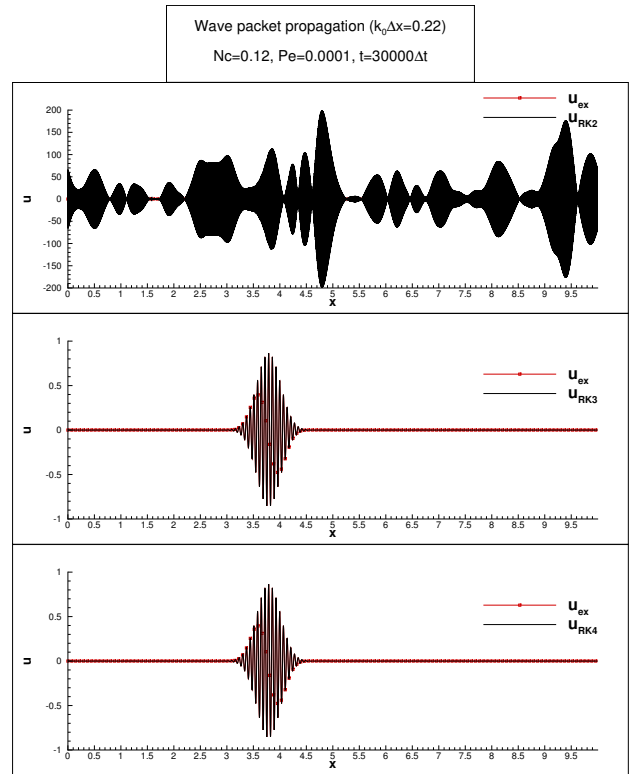 Wave packet propagation (k₀Δx=0.22)
Nc=0.12, Pe=0.0001, t=30000Δt
200
150
100
50
0
-50
-100
-150
-200
u
u_ex
u_RK2
0 0.5 1 1.5 2 2.5 3 3.5 4 4.5 5 5.5 6 6.5 7 7.5 8 8.5 9 9.5
x
1
0.5
0
-0.5
-1
u
u_ex
u_RK3
0 0.5 1 1.5 2 2.5 3 3.5 4 4.5 5 5.5 6 6.5 7 7.5 8 8.5 9 9.5
x
1
0.5
0
-0.5
-1
u
u_ex
u_RK4
0 0.5 1 1.5 2 2.5 3 3.5 4 4.5 5 5.5 6 6.5 7 7.5 8 8.5 9 9.5
x